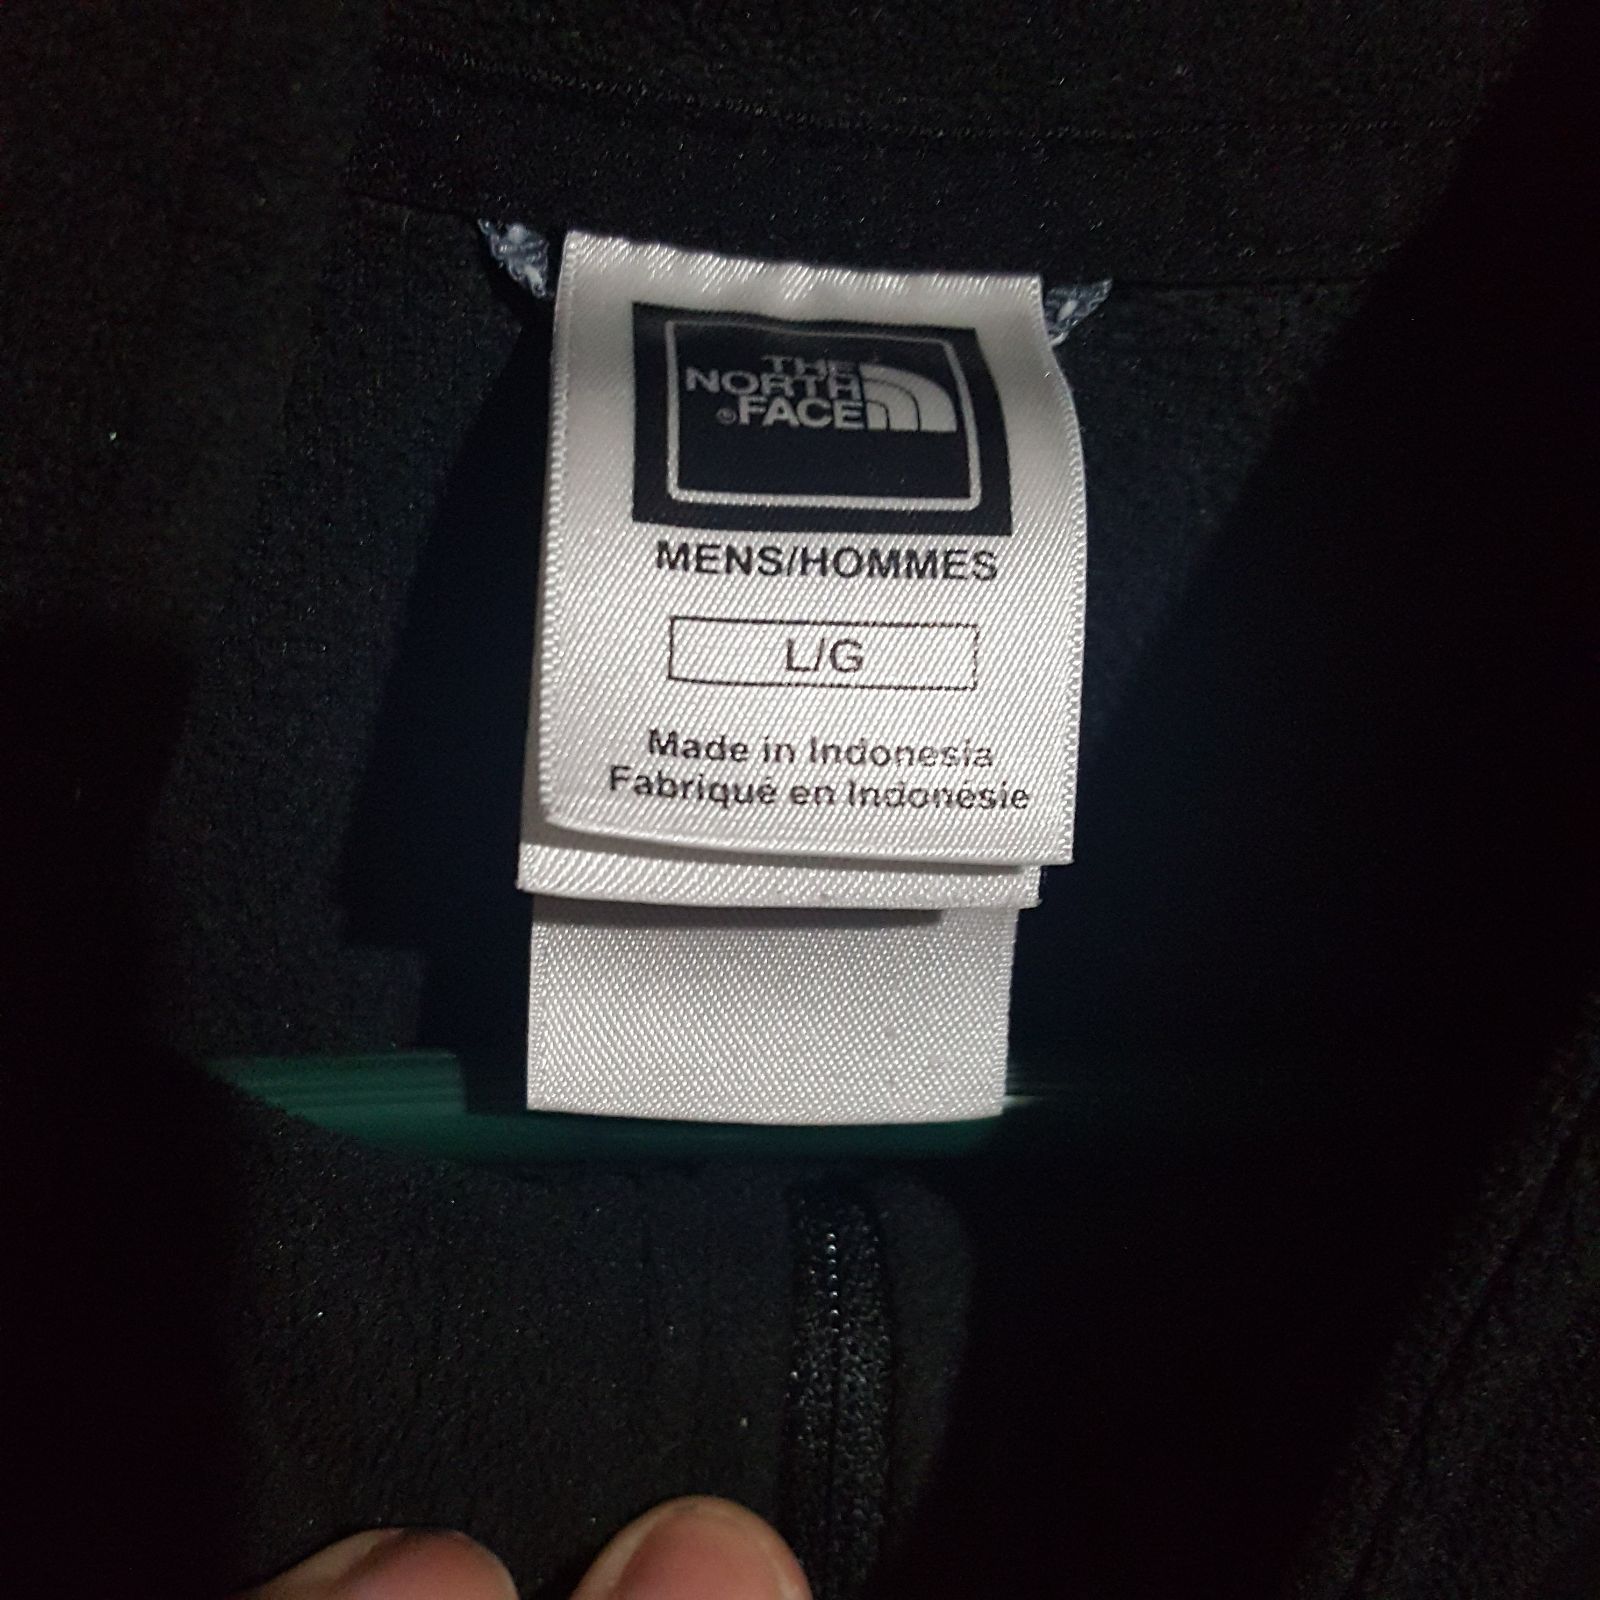 THE
NORTH
®FACE
MENS/HOMMES
L/G
Made in Indonesia
Fabriqué en Indonésie